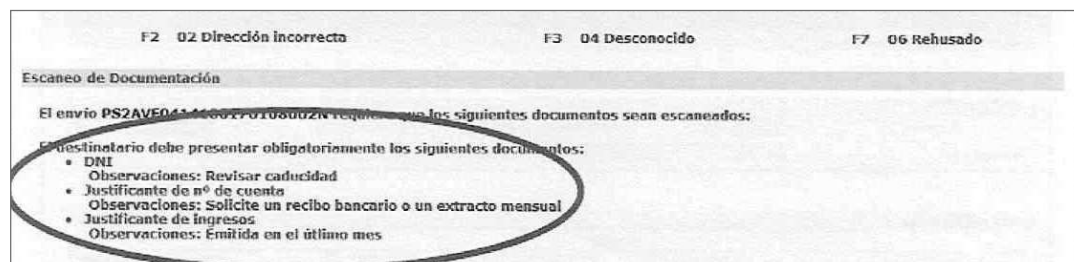 F2 02 Dirección incorrecta F3 04 Desconocido F7 06 Rehusado
Escaneo de Documentación
El envío que los siguientes documentos sean escaneados:
El destinatario debe presentar obligatoriamente los siguientes documentos:
• DNI
Observaciones: Revisar caducidad
• Justificante de nº de cuenta
Observaciones: Solicite un recibo bancario o un extracto mensual
• Justificante de ingresos
Observaciones: Emitida en el útlimo mes